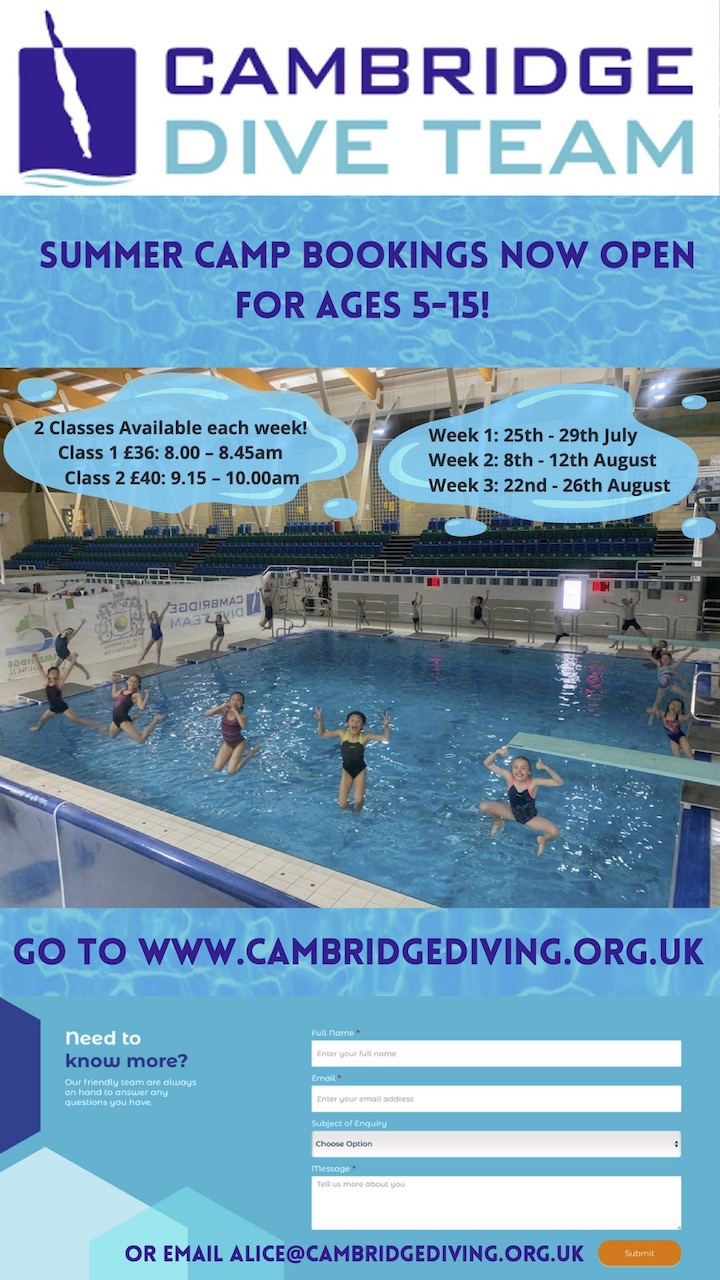 CAMBRIDGE
DIVE TEAM
SUMMER CAMP BOOKINGS NOW OPEN
FOR AGES 5-15!
2 Classes Available each week!
Class 1 £36: 8.00 – 8.45am
Class 2 £40: 9.15 – 10.00am
Week 1: 25th - 29th July
Week 2: 8th - 12th August
Week 3: 22nd - 26th August
CAMBRIDGE
DIVE TEAM
GO TO WWW.CAMBRIDGEDIVING.ORG.UK
Need to
know more?
Our friendly team are always
on hand to answer any
questions you have.
Full Name *
Enter your full name
Email *
Enter your email address
Subject of Enquiry
Choose Option
Message *
Tell us more about you
OR EMAIL ALICE@CAMBRIDGEDIVING.ORG.UK
Submit